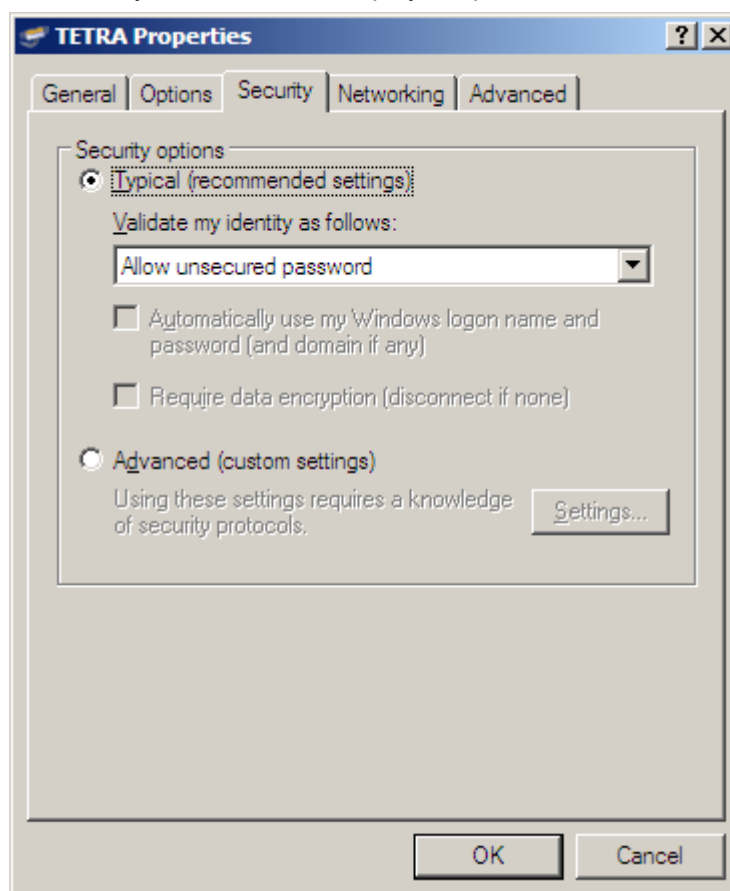 TETRA Properties
General Options Security Networking Advanced
Security options
Typical (recommended settings)
Validate my identity as follows:
Allow unsecured password
Automatically use my Windows logon name and
password (and domain if any)
Require data encryption (disconnect if none)
Advanced (custom settings)
Using these settings requires a knowledge
of security protocols.
Settings...
OK Cancel